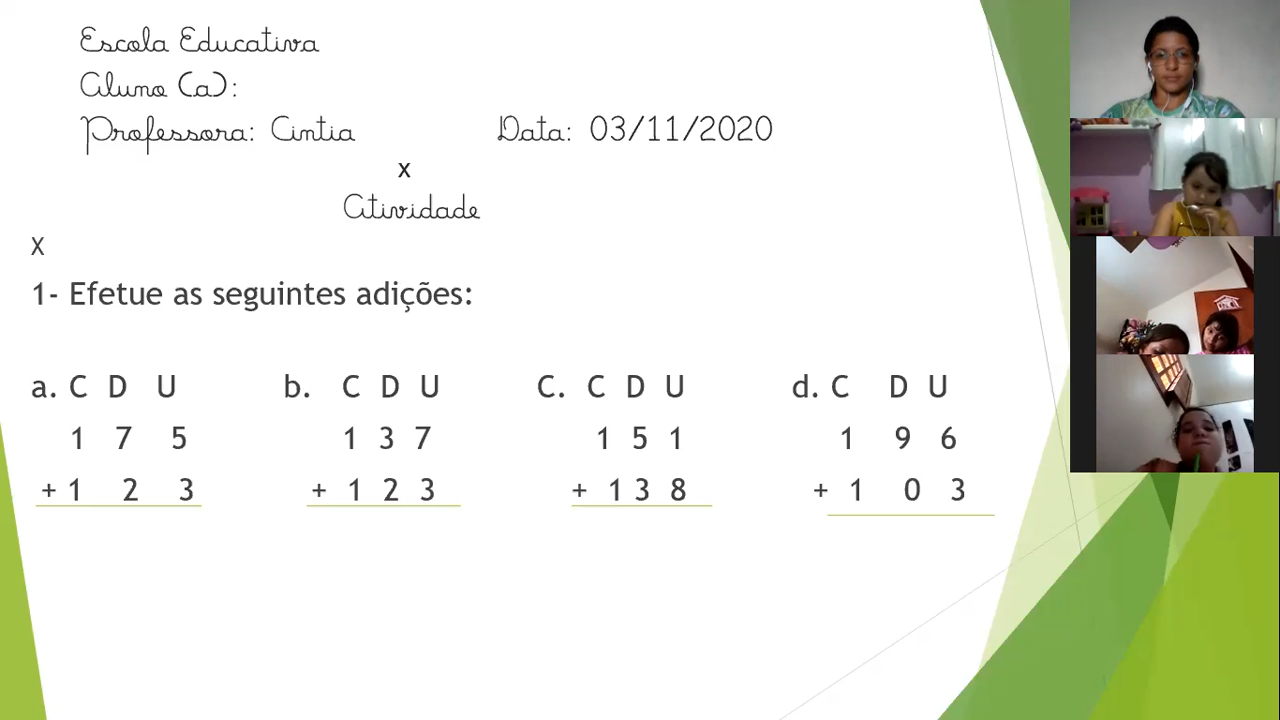 Escola Educativa
Aluno (a):
Professora: Cintia Data: 03/11/2020
x
Atividade
X
1- Efetue as seguintes adições:
a. C D U b. C D U C. C D U d. C D U
1 7 5 1 3 7 1 5 1 1 9 6
+ 1 2 3 + 1 2 3 + 1 3 8 + 1 0 3